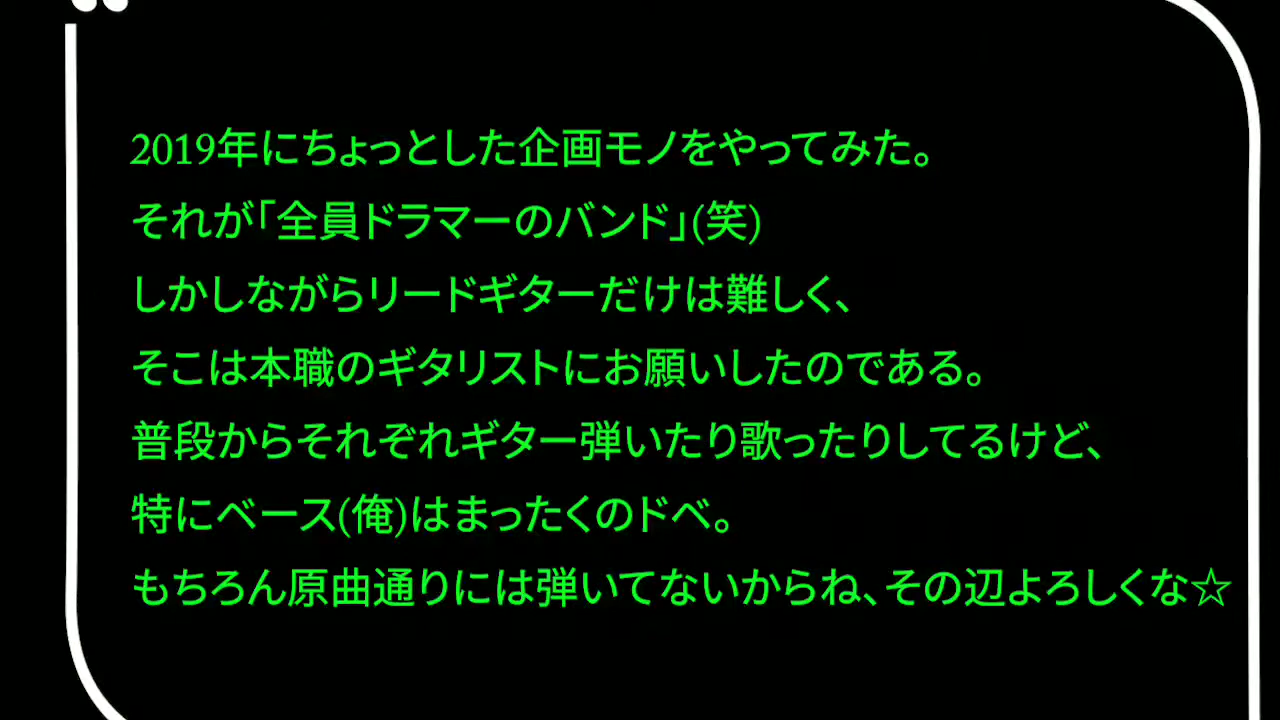 2019年にちょっとした企画モノをやってみた。
それが「全員ドラマーのバンド」(笑)
しかしながらリードギターだけは難しく、
そこは本職のギタリストにお願いしたのである。
普段からそれぞれギター弾いたり歌ったりしてるけど、
特にベース(俺)はまったくのドベ。
もちろん原曲通りには弾いてないからね、その辺よろしくな☆